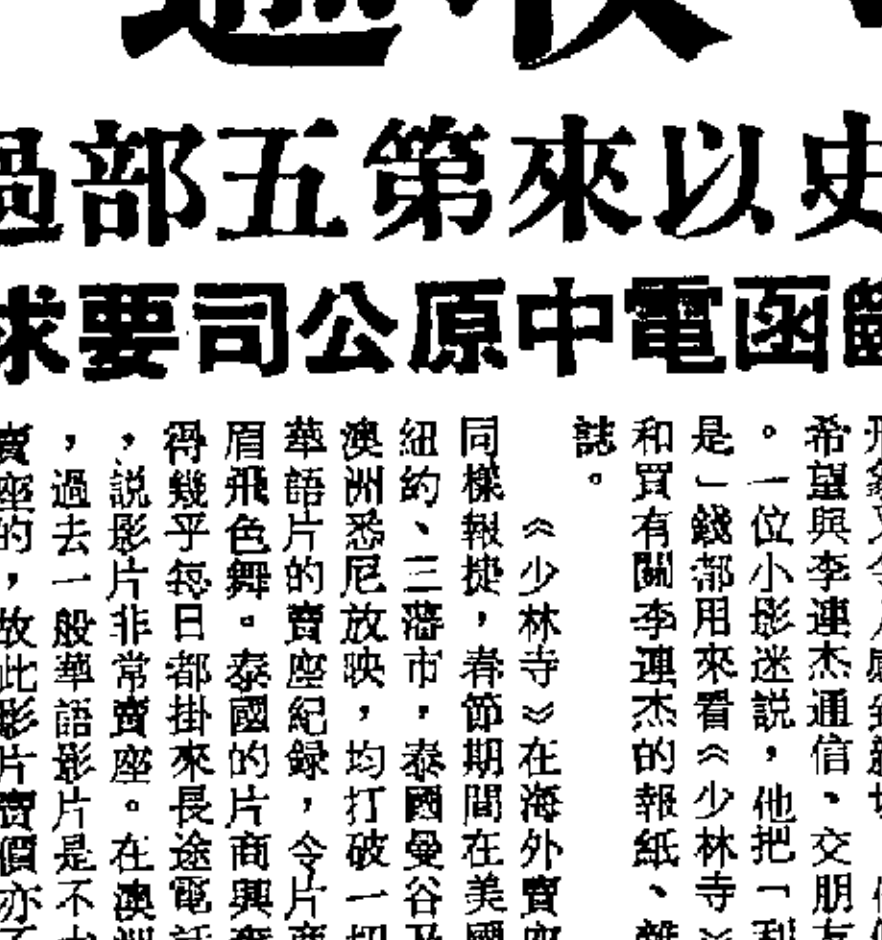 史以來第五部過
函電中原公司要求
希望與李連杰通信、交朋友
。一位小影迷說，他把「利
是」錢都用來看《少林寺》
和買有關李連杰的報紙、雜
誌。
《少林寺》在海外賣座
同樣報捷，春節期間在美國
紐約、三藩市，泰國曼谷及
澳洲悉尼放映，均打破一切
華語片的賣座紀録，令片商
眉飛色舞。泰國的片商興奮
得幾乎每日都掛來長途電話
，説影片非常賣座。在澳洲
，過去一般華語影片是不
賣座的，故此影片賣價亦不